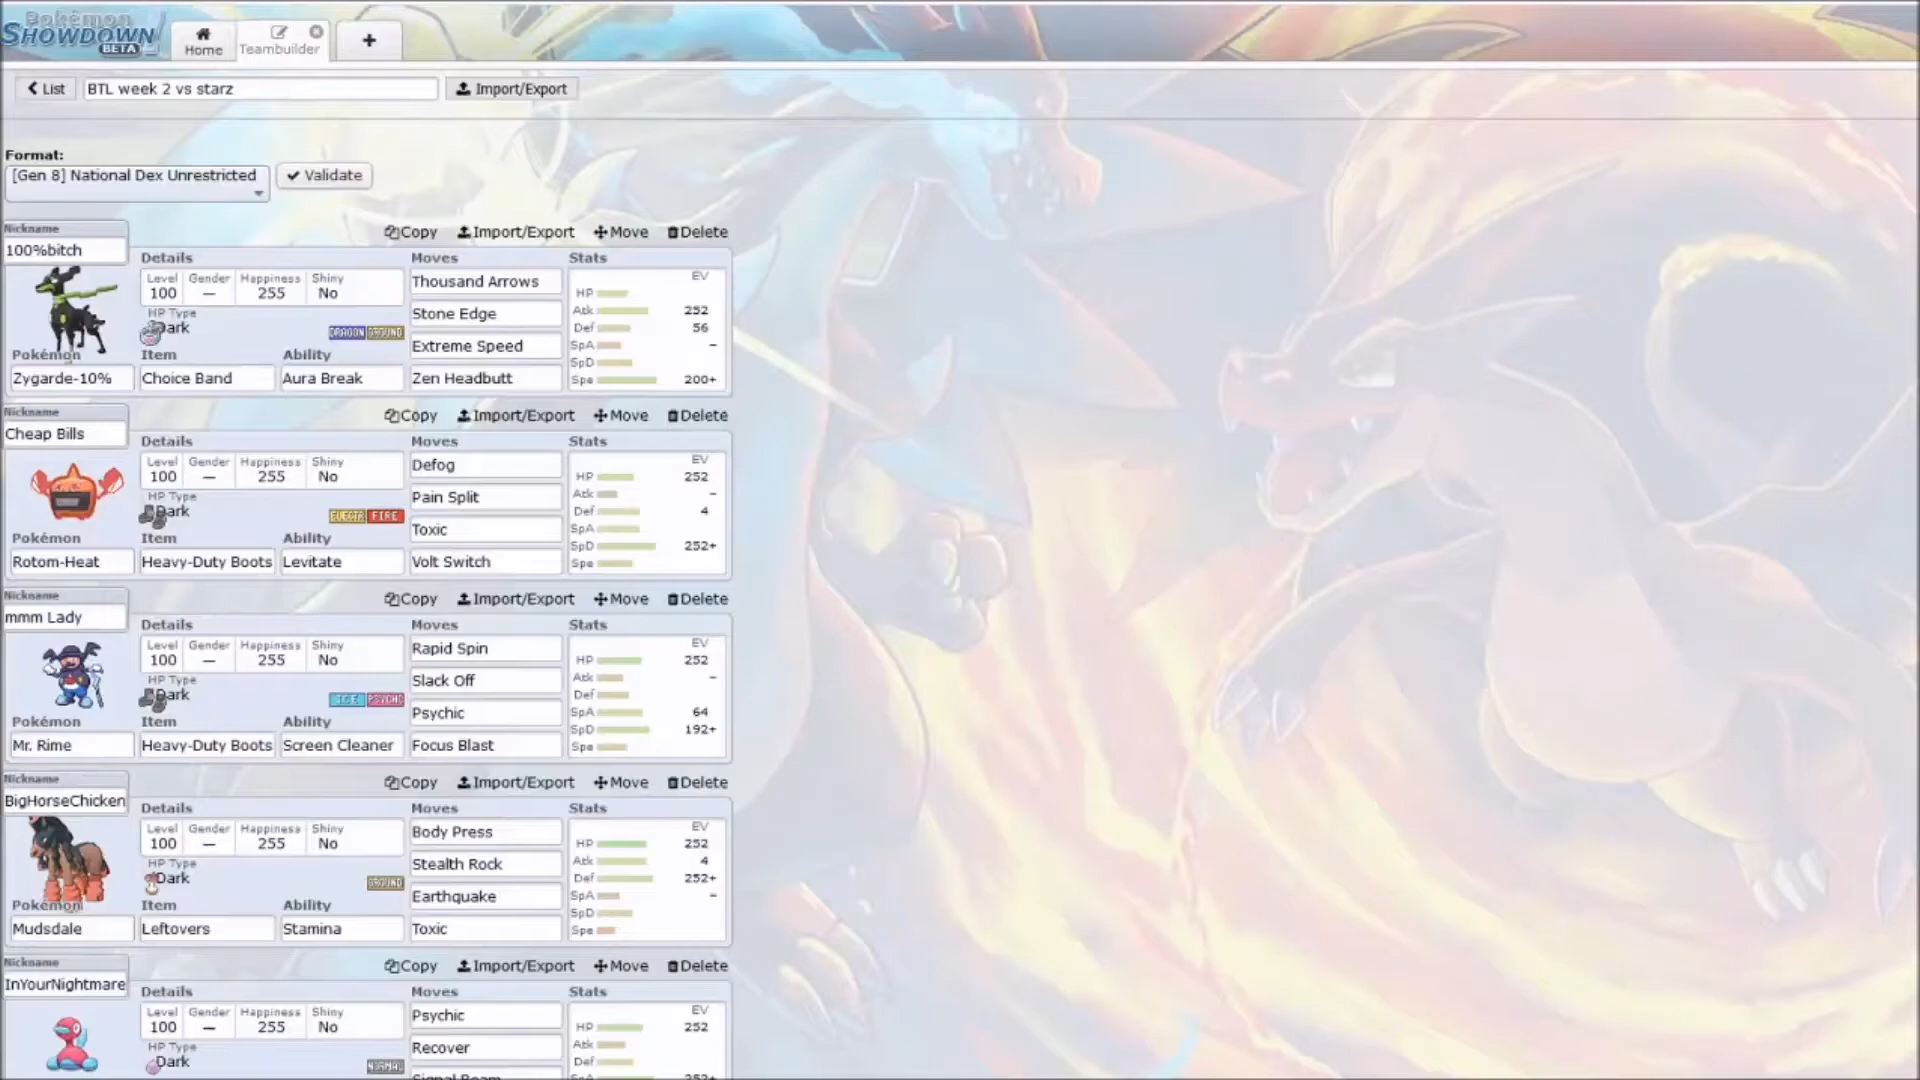 Pokémon
SHOWDOWN
BETA
Home
Teambuilder
+
List
BTL week 2 vs starz
Import/Export
Format:
[Gen 8] National Dex Unrestricted
Validate
Nickname
100%bitch
Copy Import/Export Move Delete
Details Moves Stats
Level Gender Happiness Shiny
100 — 255 No
HP Type
Dark
DRAGON GROUND
Pokémon Item Ability
Zygarde-10% Choice Band Aura Break
Thousand Arrows
Stone Edge
Extreme Speed
Zen Headbutt
EV
HP
Atk 252
Def 56
SpA –
SpD
Spe 200+
Nickname
Cheap Bills
Copy Import/Export Move Delete
Details Moves Stats
Level Gender Happiness Shiny
100 — 255 No
HP Type
Dark
ELECTR FIRE
Pokémon Item Ability
Rotom-Heat Heavy-Duty Boots Levitate
Defog
Pain Split
Toxic
Volt Switch
EV
HP 252
Atk –
Def 4
SpA
SpD 252+
Spe
Nickname
mmm Lady
Copy Import/Export Move Delete
Details Moves Stats
Level Gender Happiness Shiny
100 — 255 No
HP Type
Dark
ICE PSYCHC
Pokémon Item Ability
Mr. Rime Heavy-Duty Boots Screen Cleaner
Rapid Spin
Slack Off
Psychic
Focus Blast
EV
HP 252
Atk –
Def
SpA 64
SpD 192+
Spe
Nickname
BigHorseChicken
Copy Import/Export Move Delete
Details Moves Stats
Level Gender Happiness Shiny
100 — 255 No
HP Type
Dark
GROUND
Pokémon Item Ability
Mudsdale Leftovers Stamina
Body Press
Stealth Rock
Earthquake
Toxic
EV
HP 252
Atk 4
Def 252+
SpA –
SpD
Spe
Nickname
InYourNightmare
Copy Import/Export Move Delete
Details Moves Stats
Level Gender Happiness Shiny
100 — 255 No
HP Type
Dark
NORMAL
Psychic
Recover
Signal Beam
EV
HP 252
Atk
Def
SpA 252+